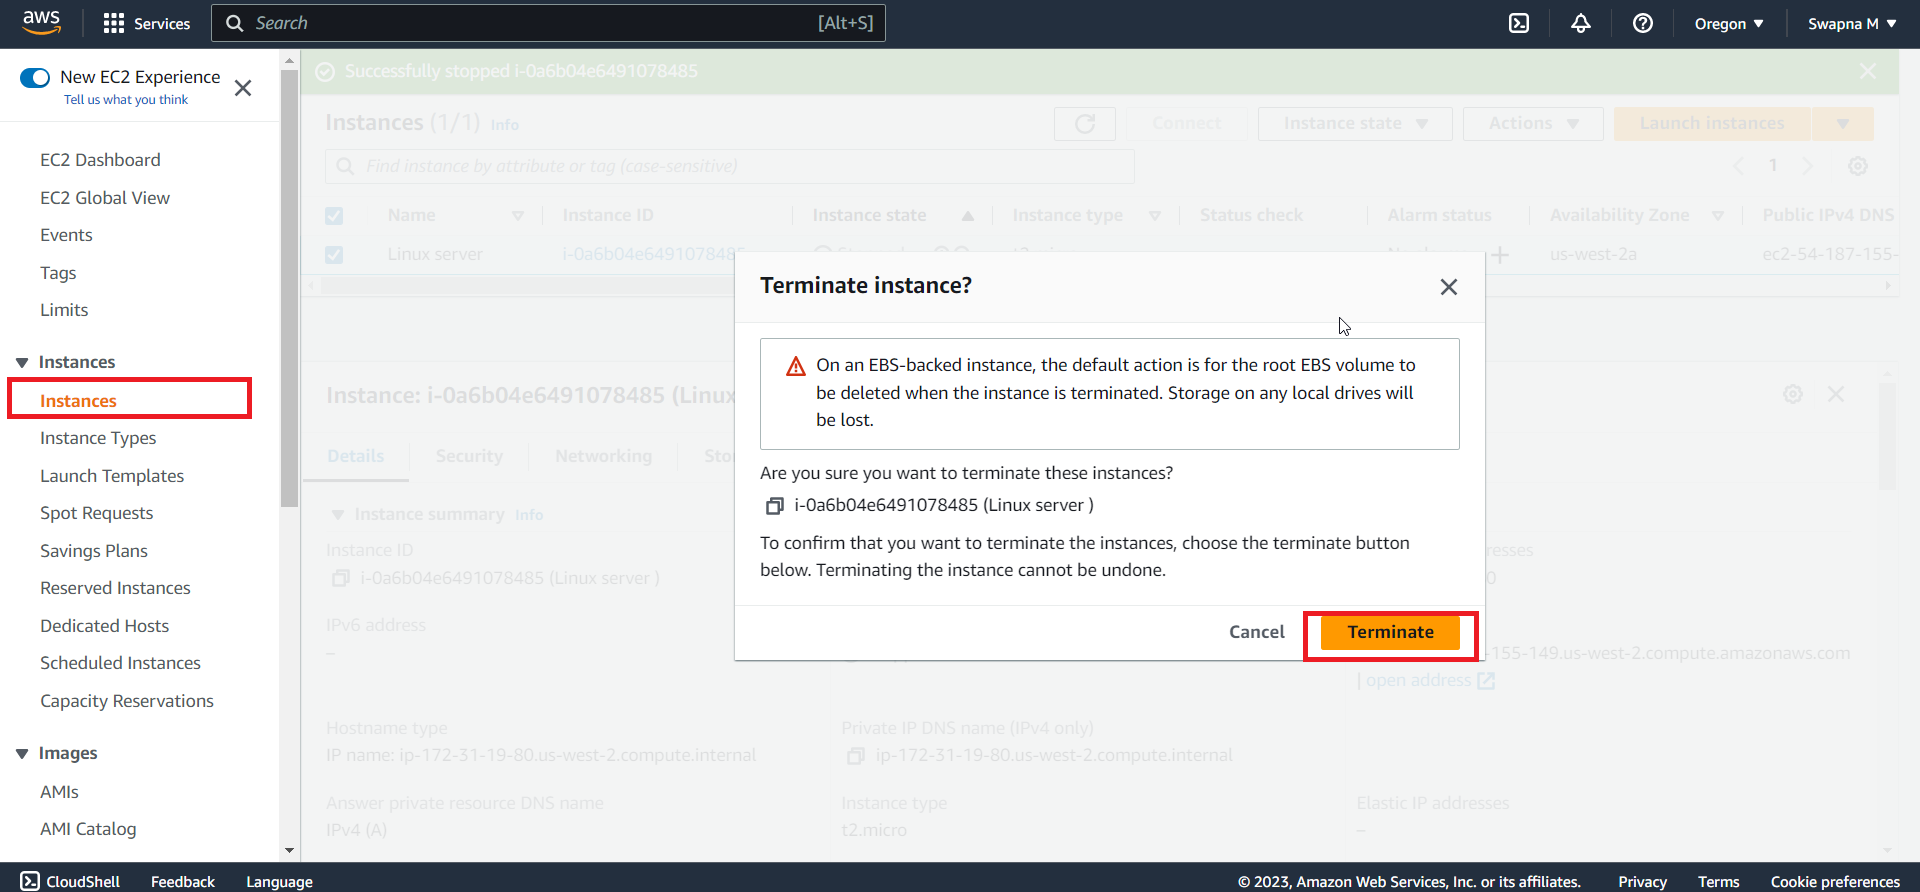 aws
Services
Search
[Alt+S]
Oregon
Swapna M
New EC2 Experience
Tell us what you think
EC2 Dashboard
EC2 Global View
Events
Tags
Limits
Instances
Instances
Instance Types
Launch Templates
Spot Requests
Savings Plans
Reserved Instances
Dedicated Hosts
Scheduled Instances
Capacity Reservations
Images
AMIs
AMI Catalog
Successfully stopped i-0a6b04e6491078485
Instances (1/1) Info
Connect
Instance state
Actions
Launch instances
Find instance by attribute or tag (case-sensitive)
1
Name
Instance ID
Instance state
Instance type
Status check
Alarm status
Availability Zone
Public IPv4 DNS
Linux server
i-0a6b04e6491078485
us-west-2a
ec2-54-187-155-
Terminate instance?
On an EBS-backed instance, the default action is for the root EBS volume to
be deleted when the instance is terminated. Storage on any local drives will
be lost.
Are you sure you want to terminate these instances?
i-0a6b04e6491078485 (Linux server )
To confirm that you want to terminate the instances, choose the terminate button
below. Terminating the instance cannot be undone.
Cancel
Terminate
Instance: i-0a6b04e6491078485 (Linux
Details
Security
Networking
Instance summary Info
Instance ID
i-0a6b04e6491078485 (Linux server )
resses
0
IPv6 address
–
-155-149.us-west-2.compute.amazonaws.com
| open address
Hostname type
IP name: ip-172-31-19-80.us-west-2.compute.internal
Private IP DNS name (IPv4 only)
ip-172-31-19-80.us-west-2.compute.internal
Answer private resource DNS name
IPv4 (A)
Instance type
t2.micro
Elastic IP addresses
–
CloudShell
Feedback
Language
© 2023, Amazon Web Services, Inc. or its affiliates.
Privacy
Terms
Cookie preferences